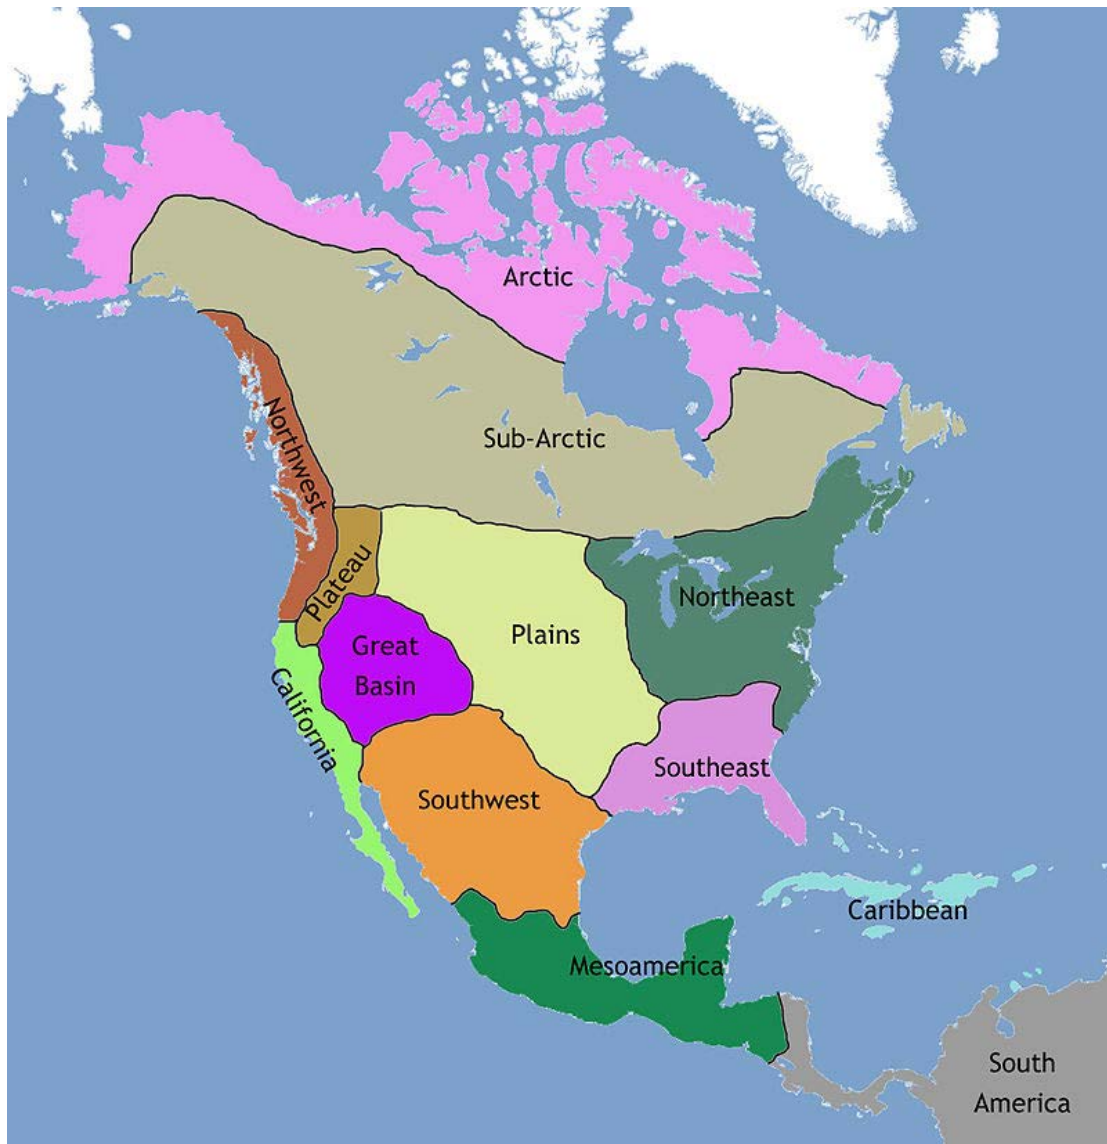 Arctic
Sub-Arctic
Northwest
Plateau
Northeast
Plains
Great
Basin
California
Southeast
Southwest
Caribbean
Mesoamerica
South
America